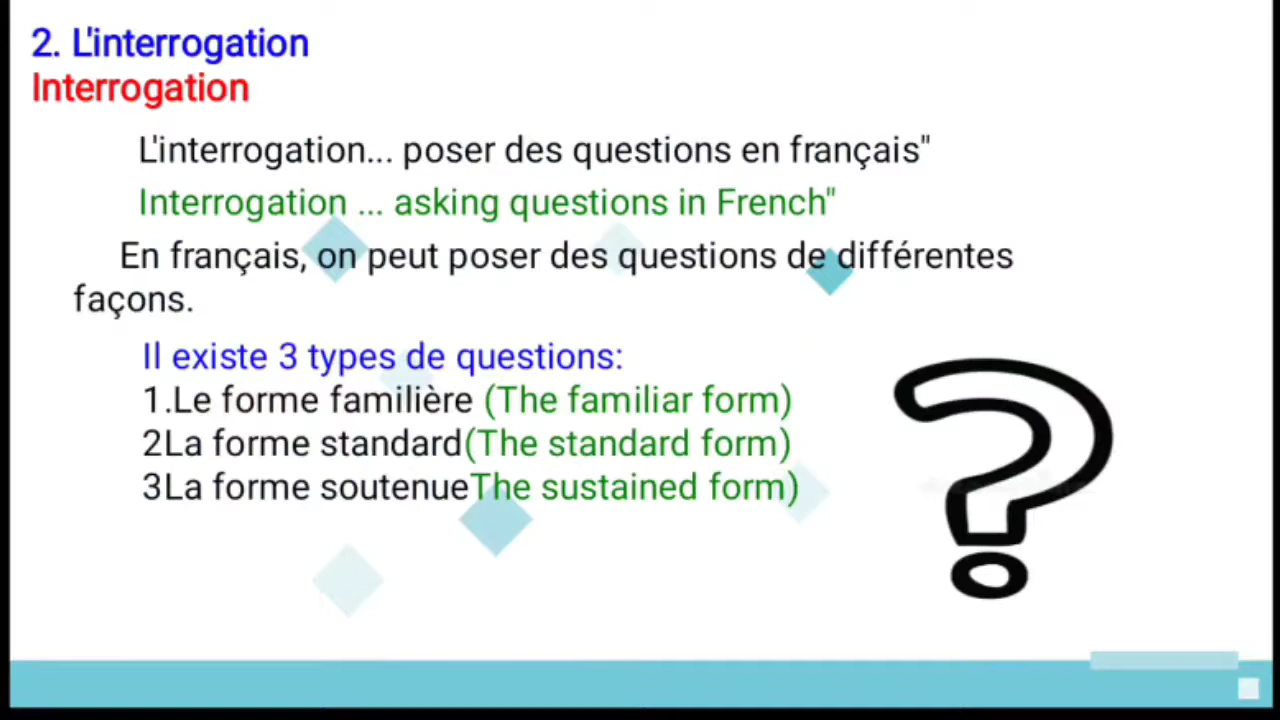 2. L'interrogation
Interrogation
L'interrogation... poser des questions en français"
Interrogation ... asking questions in French"
En français, on peut poser des questions de différentes
façons.
Il existe 3 types de questions:
1.Le forme familière (The familiar form)
2La forme standard(The standard form)
3La forme soutenueThe sustained form)